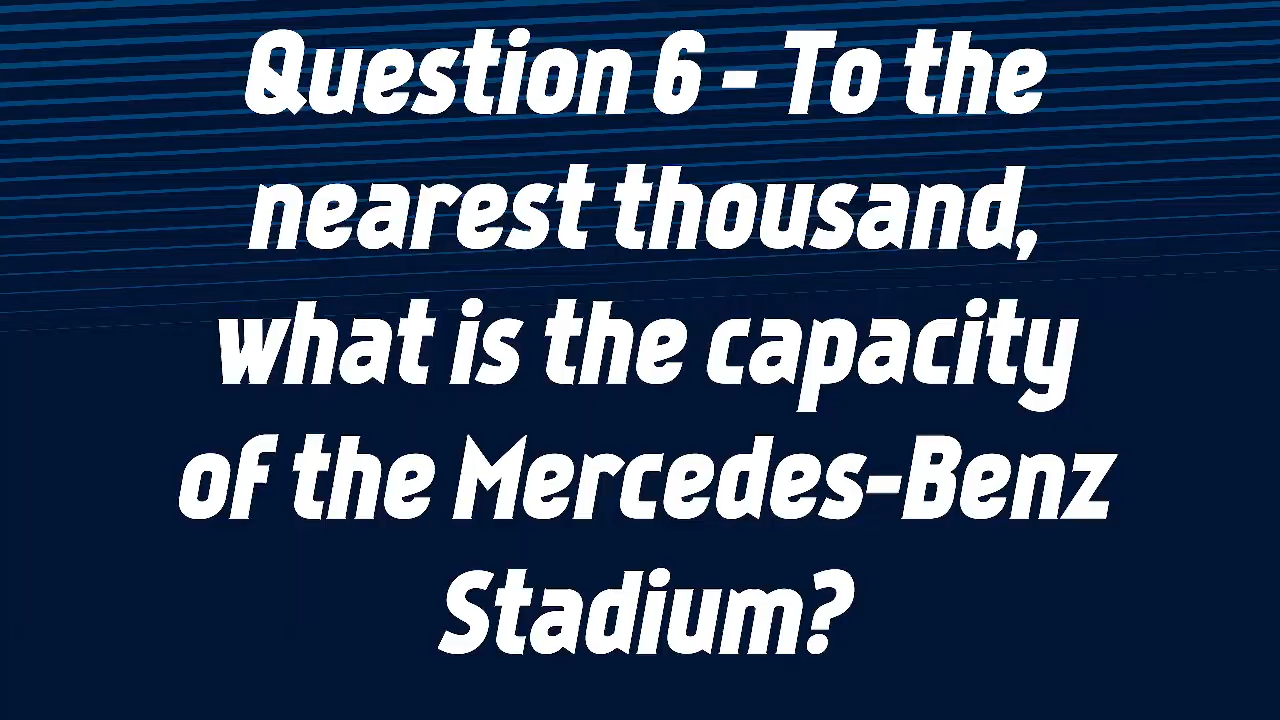 Question 6 - To the
nearest thousand,
what is the capacity
of the Mercedes-Benz
Stadium?